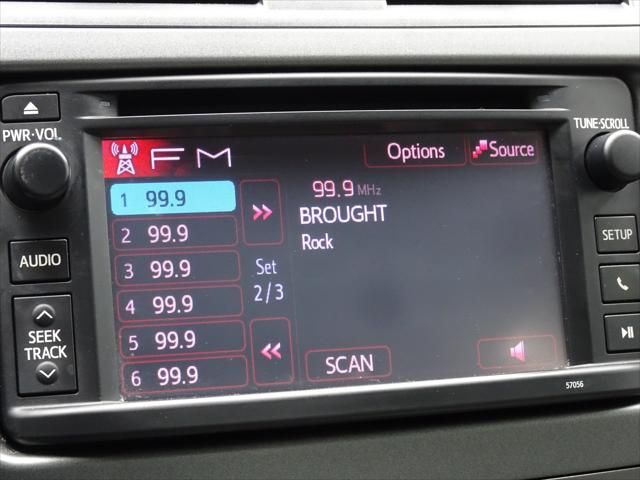 PWR·VOL
TUNE·SCROLL
FM
Options
Source
1 99.9
99.9 MHz
BROUGHT
2 99.9
Rock
SETUP
AUDIO
3 99.9
Set
4 99.9
2/3
SEEK
TRACK
5 99.9
SCAN
6 99.9
57056